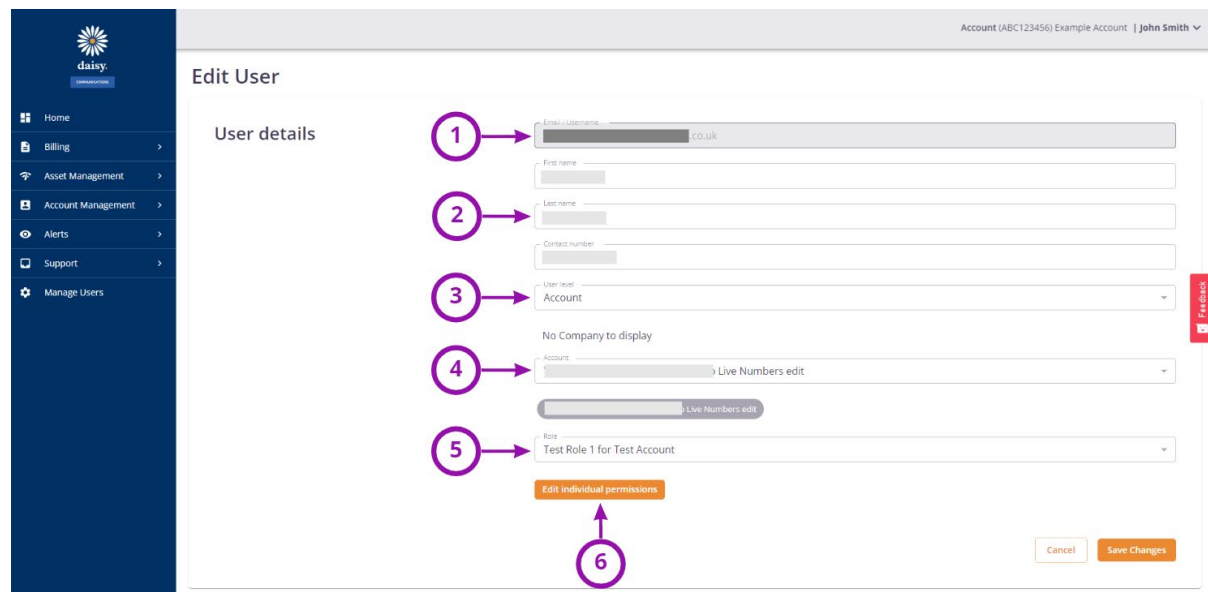 Account (ABC123456) Example Account | John Smith
daisy.
COMMUNICATIONS
Edit User
Home
Billing
Asset Management
Account Management
Alerts
Support
Manage Users
User details
1
Email / Username
.co.uk
First name
2
Last name
Contact number
3
User level
Account
No Company to display
4
Account
Live Numbers edit
Live Numbers edit
5
Role
Test Role 1 for Test Account
Edit individual permissions
6
Cancel
Save Changes
Feedback